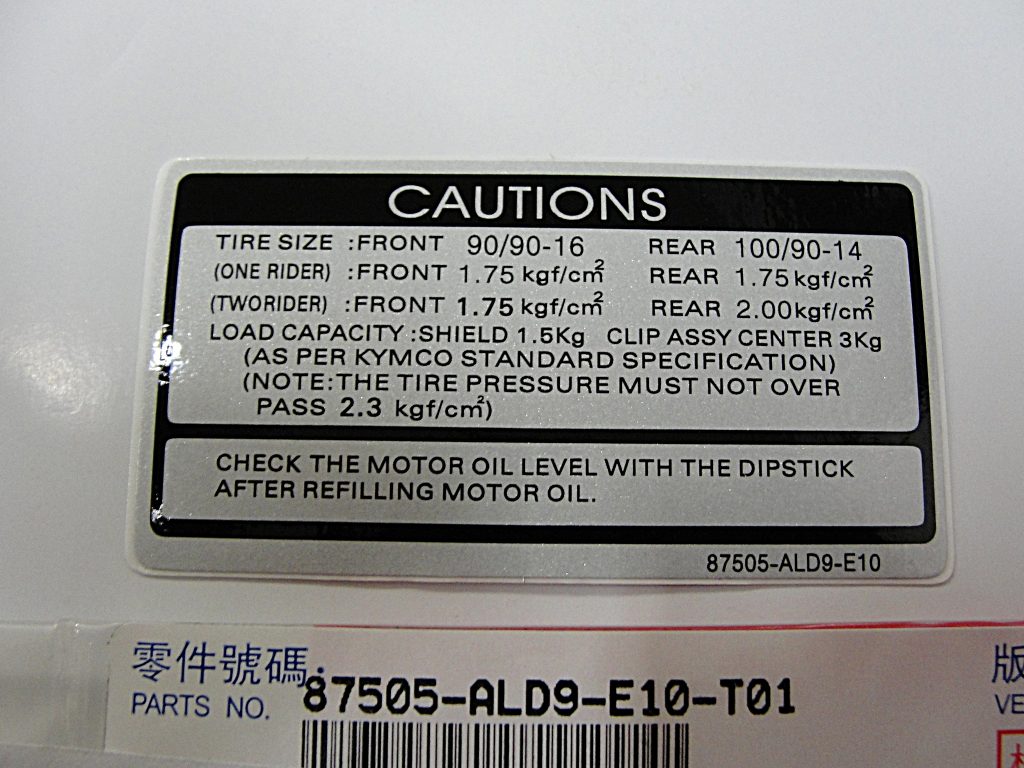 CAUTIONS
TIRE SIZE :FRONT 90/90-16 REAR 100/90-14
(ONE RIDER) :FRONT 1.75 kgf/cm² REAR 1.75 kgf/cm²
(TWORIDER) :FRONT 1.75 kgf/cm² REAR 2.00kgf/cm²
LOAD CAPACITY :SHIELD 1.5Kg CLIP ASSY CENTER 3Kg
(AS PER KYMCO STANDARD SPECIFICATION)
(NOTE:THE TIRE PRESSURE MUST NOT OVER
PASS 2.3 kgf/cm²)
CHECK THE MOTOR OIL LEVEL WITH THE DIPSTICK
AFTER REFILLING MOTOR OIL.
87505-ALD9-E10
零件號碼: 87505-ALD9-E10-T01 版
PARTS NO. VE